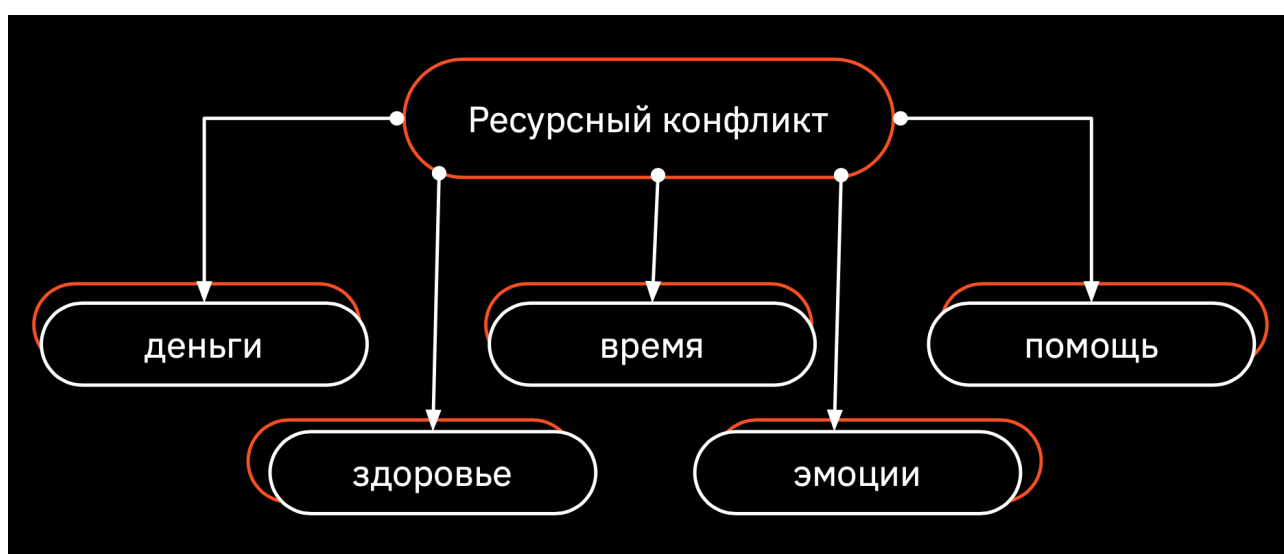 Ресурсный конфликт
деньги
время
помощь
здоровье
эмоции